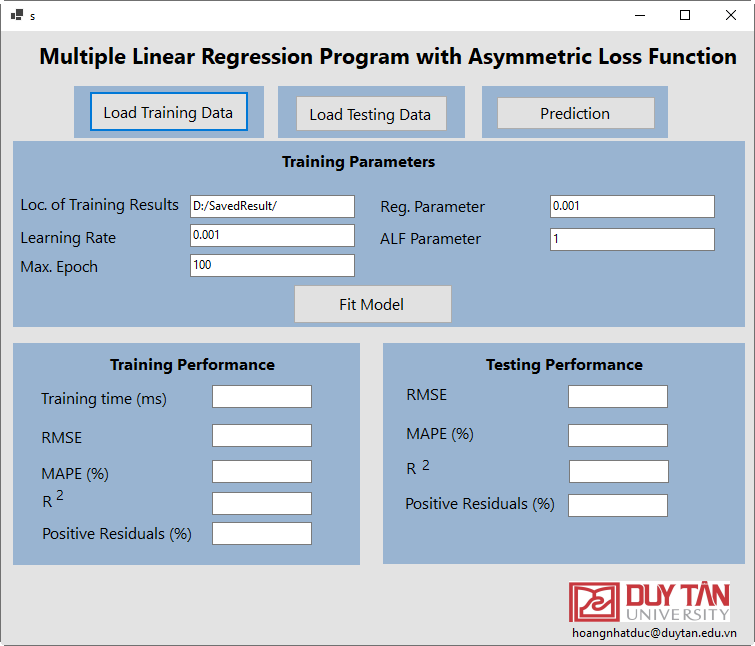 s
Multiple Linear Regression Program with Asymmetric Loss Function
Load Training Data
Load Testing Data
Prediction
Training Parameters
Loc. of Training Results
D:/SavedResult/
Reg. Parameter
0.001
Learning Rate
0.001
ALF Parameter
1
Max. Epoch
100
Fit Model
Training Performance
Training time (ms)
RMSE
MAPE (%)
R 2
Positive Residuals (%)
Testing Performance
RMSE
MAPE (%)
R 2
Positive Residuals (%)
DUY TÂN
UNIVERSITY
hoangnhatduc@duytan.edu.vn